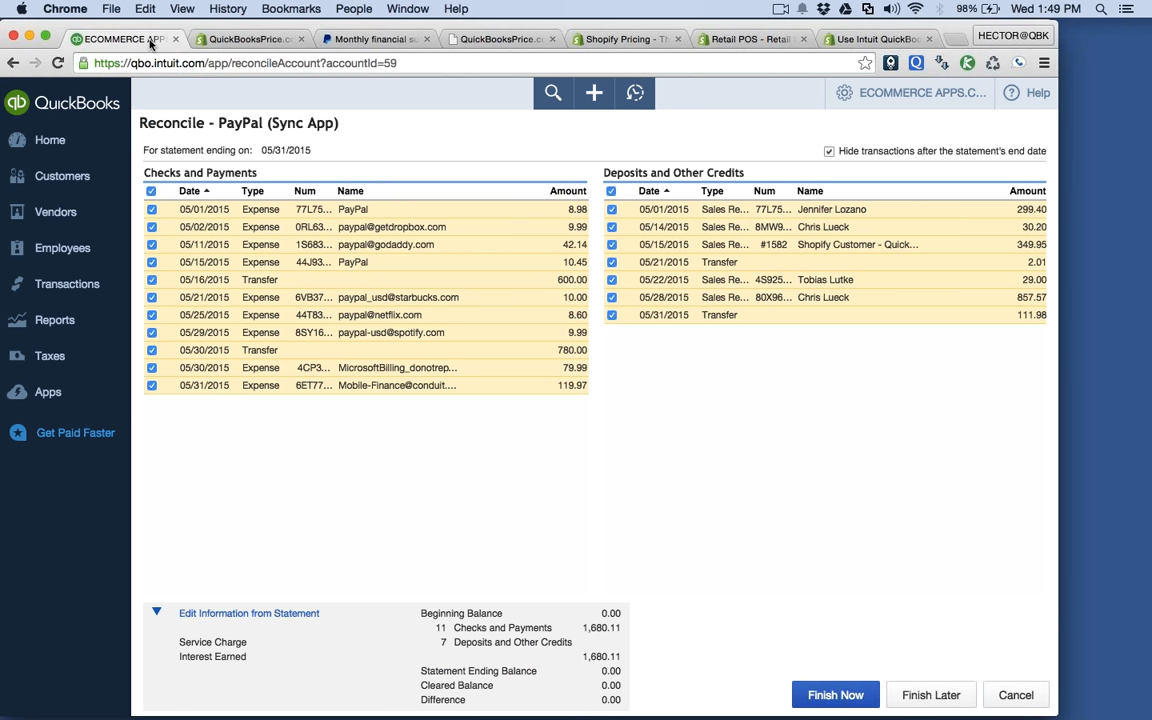 Chrome File Edit View History Bookmarks People Window Help 98% Wed 1:49 PM
ECOMMERCE APP × QuickBooksPrice.co × Monthly financial su × QuickBooksPrice.co × Shopify Pricing - Th × Retail POS - Retail × Use Intuit QuickBoo × HECTOR@QBK
https://qbo.intuit.com/app/reconcileAccount?accountId=59
qb QuickBooks
ECOMMERCE APPS.C... Help
Home
Customers
Vendors
Employees
Transactions
Reports
Taxes
Apps
Get Paid Faster
Reconcile - PayPal (Sync App)
For statement ending on: 05/31/2015
Hide transactions after the statement's end date
Checks and Payments
Date Type Num Name Amount
05/01/2015 Expense 77L75... PayPal 8.98
05/02/2015 Expense 0RL63... paypal@getdropbox.com 9.99
05/11/2015 Expense 1S683... paypal@godaddy.com 42.14
05/15/2015 Expense 44J93... PayPal 10.45
05/16/2015 Transfer 600.00
05/21/2015 Expense 6VB37... paypal_usd@starbucks.com 10.00
05/25/2015 Expense 44T83... paypal@netflix.com 8.60
05/29/2015 Expense 8SY16... paypal-usd@spotify.com 9.99
05/30/2015 Transfer 780.00
05/30/2015 Expense 4CP3... MicrosoftBilling_donotrep... 79.99
05/31/2015 Expense 6ET77... Mobile-Finance@conduit.... 119.97
Deposits and Other Credits
Date Type Num Name Amount
05/01/2015 Sales Re... 77L75... Jennifer Lozano 299.40
05/14/2015 Sales Re... 8MW9... Chris Lueck 30.20
05/15/2015 Sales Re... #1582 Shopify Customer - Quick... 349.95
05/21/2015 Transfer 2.01
05/22/2015 Sales Re... 4S925... Tobias Lutke 29.00
05/28/2015 Sales Re... 80X96... Chris Lueck 857.57
05/31/2015 Transfer 111.98
Edit Information from Statement
Service Charge
Interest Earned
Beginning Balance 0.00
11 Checks and Payments 1,680.11
7 Deposits and Other Credits
1,680.11
Statement Ending Balance 0.00
Cleared Balance 0.00
Difference 0.00
Finish Now Finish Later Cancel